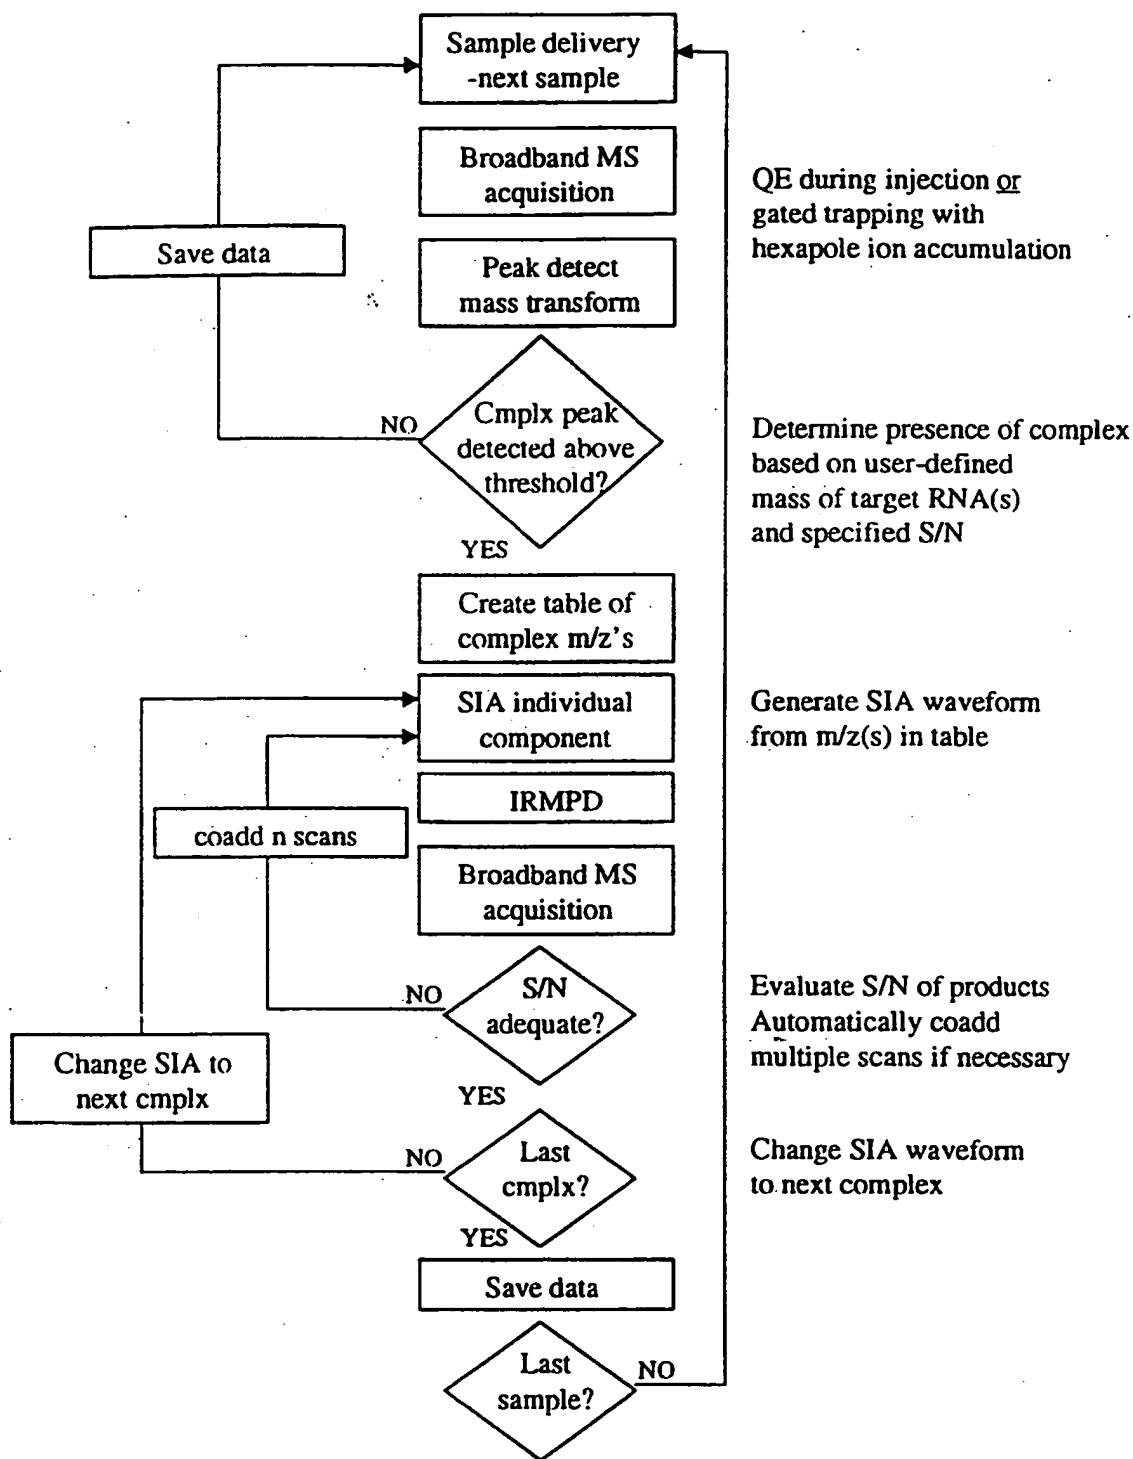 Sample delivery
-next sample
Broadband MS
acquisition
QE during injection or
gated trapping with
hexapole ion accumulation
Save data
Peak detect
mass transform
NO
Cmplx peak
detected above
threshold?
Determine presence of complex
based on user-defined
mass of target RNA(s)
and specified S/N
YES
Create table of
complex m/z's
SIA individual
component
Generate SIA waveform
from m/z(s) in table
IRMPD
coadd n scans
Broadband MS
acquisition
NO
S/N
adequate?
Evaluate S/N of products
Automatically coadd
multiple scans if necessary
Change SIA to
next cmplx
YES
NO
Last
cmplx?
Change SIA waveform
to next complex
YES
Save data
Last
sample?
NO